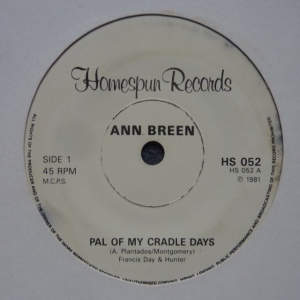 Homespun Records
ANN BREEN
SIDE 1
45 RPM
M.C.P.S.
HS 052
HS 052 A
℗ 1981
PAL OF MY CRADLE DAYS
(A. Plantados/Montgomery)
Francis Day & Hunter